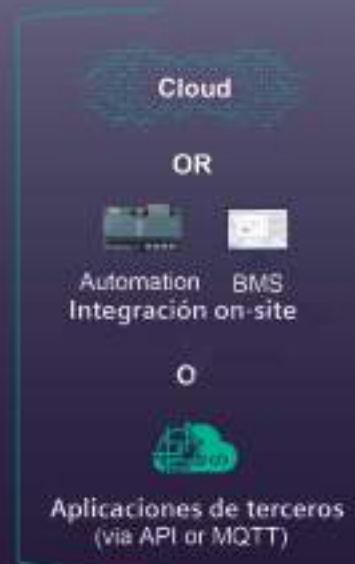 Cloud
OR
Automation BMS
Integración on-site
O
Aplicaciones de terceros
(via API or MQTT)